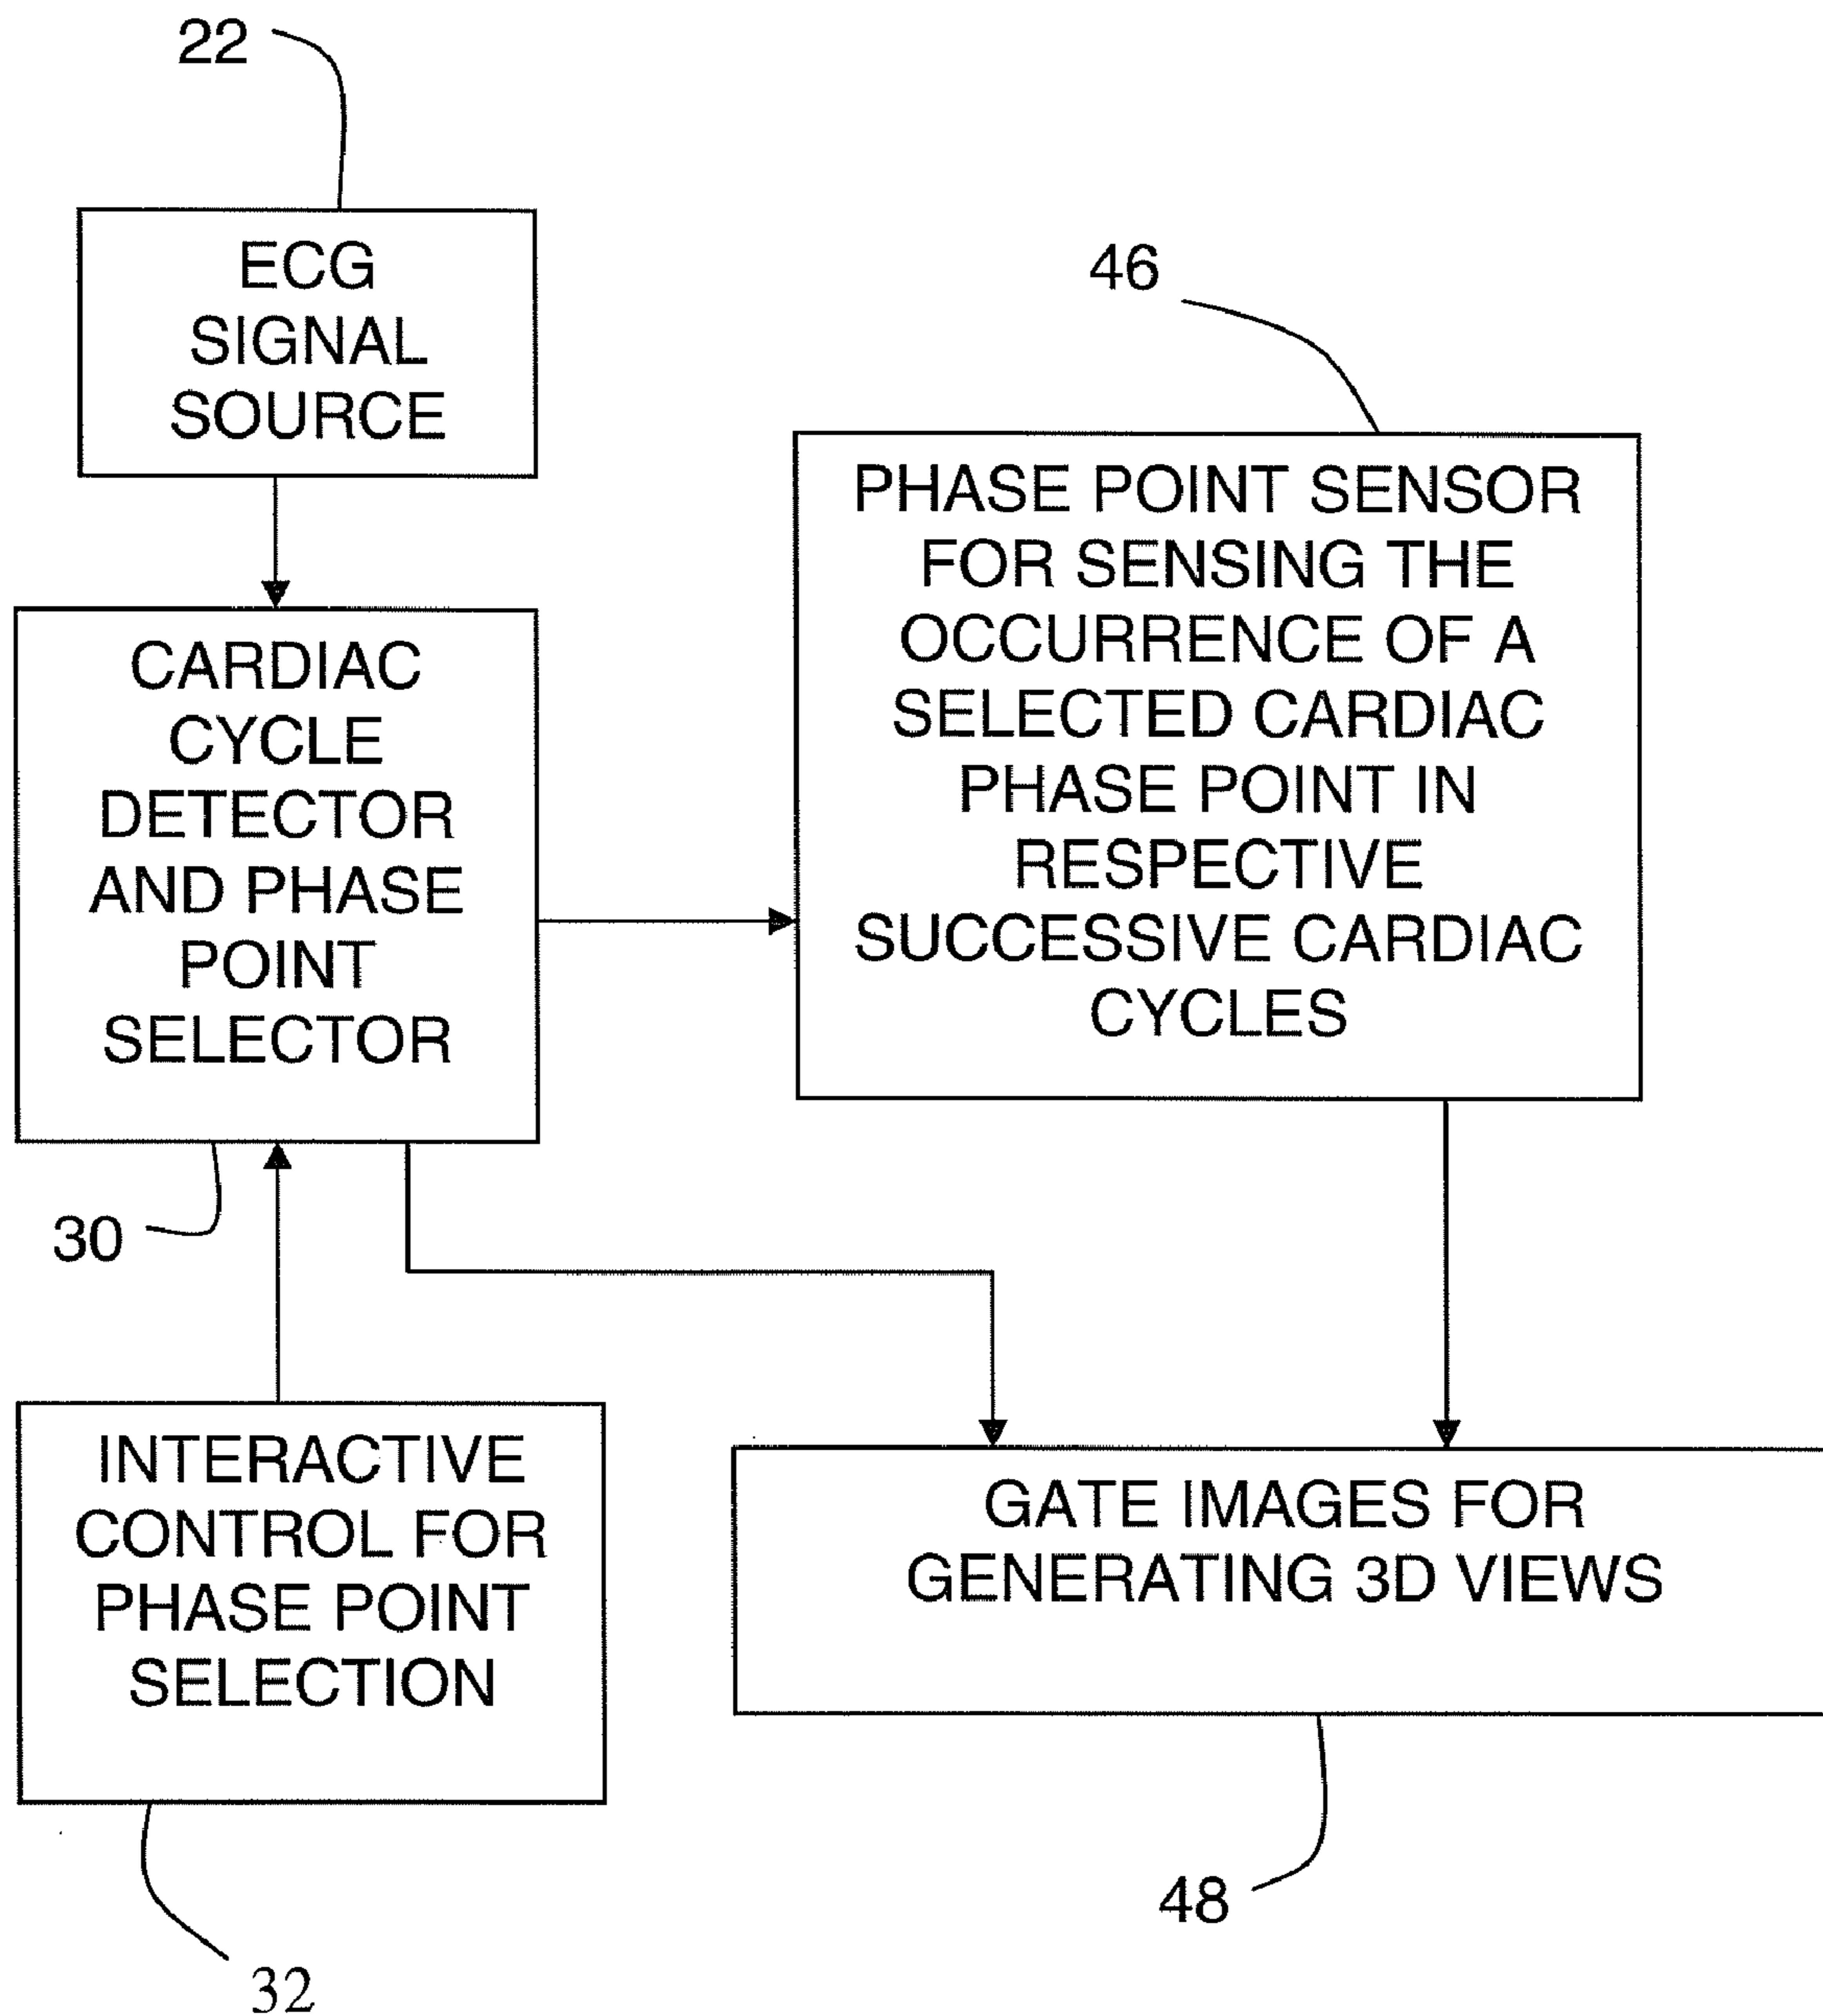 22
ECG
SIGNAL
SOURCE
46
PHASE POINT SENSOR
FOR SENSING THE
OCCURRENCE OF A
SELECTED CARDIAC
PHASE POINT IN
RESPECTIVE
SUCCESSIVE CARDIAC
CYCLES
CARDIAC
CYCLE
DETECTOR
AND PHASE
POINT
SELECTOR
30
INTERACTIVE
CONTROL FOR
PHASE POINT
SELECTION
32
GATE IMAGES FOR
GENERATING 3D VIEWS
48